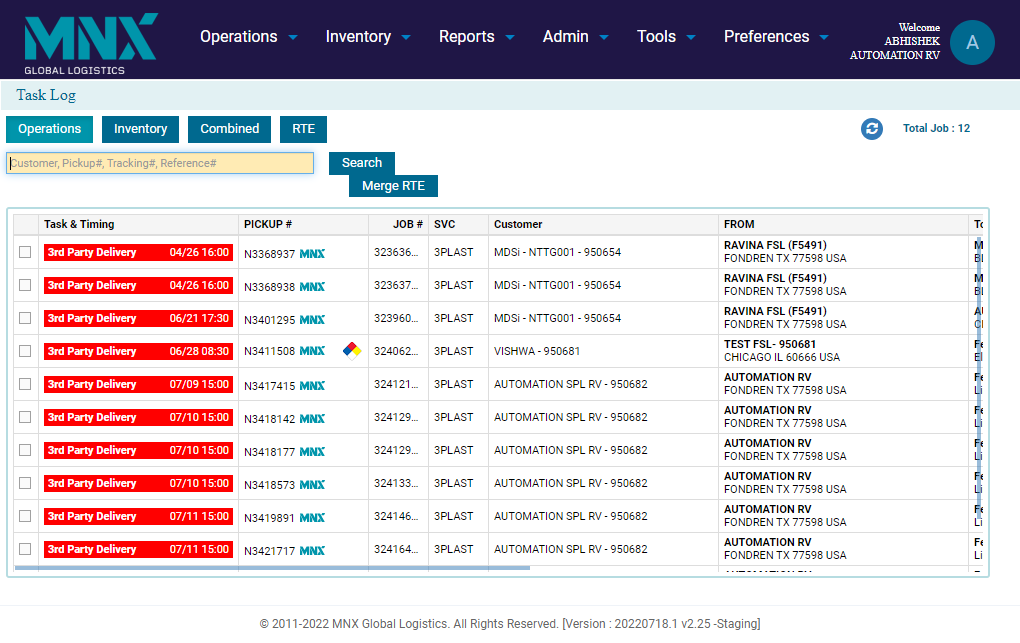 MNX
GLOBAL LOGISTICS
Operations Inventory Reports Admin Tools Preferences
Welcome
ABHISHEK
AUTOMATION RV
A
Task Log
Operations Inventory Combined RTE
Total Job : 12
Customer, Pickup#, Tracking#, Reference#
Search
Merge RTE
Task & Timing PICKUP # JOB # SVC Customer FROM
3rd Party Delivery 04/26 16:00 N3368937 MNX 323636... 3PLAST MDSi - NTTG001 - 950654 RAVINA FSL (F5491)
FONDREN TX 77598 USA
3rd Party Delivery 04/26 16:00 N3368938 MNX 323637... 3PLAST MDSi - NTTG001 - 950654 RAVINA FSL (F5491)
FONDREN TX 77598 USA
3rd Party Delivery 06/21 17:30 N3401295 MNX 323960... 3PLAST MDSi - NTTG001 - 950654 RAVINA FSL (F5491)
FONDREN TX 77598 USA
3rd Party Delivery 06/28 08:30 N3411508 MNX 324062... 3PLAST VISHWA - 950681 TEST FSL- 950681
CHICAGO IL 60666 USA
3rd Party Delivery 07/09 15:00 N3417415 MNX 324121... 3PLAST AUTOMATION SPL RV - 950682 AUTOMATION RV
FONDREN TX 77598 USA
3rd Party Delivery 07/10 15:00 N3418142 MNX 324129... 3PLAST AUTOMATION SPL RV - 950682 AUTOMATION RV
FONDREN TX 77598 USA
3rd Party Delivery 07/10 15:00 N3418177 MNX 324129... 3PLAST AUTOMATION SPL RV - 950682 AUTOMATION RV
FONDREN TX 77598 USA
3rd Party Delivery 07/10 15:00 N3418573 MNX 324133... 3PLAST AUTOMATION SPL RV - 950682 AUTOMATION RV
FONDREN TX 77598 USA
3rd Party Delivery 07/11 15:00 N3419891 MNX 324146... 3PLAST AUTOMATION SPL RV - 950682 AUTOMATION RV
FONDREN TX 77598 USA
3rd Party Delivery 07/11 15:00 N3421717 MNX 324164... 3PLAST AUTOMATION SPL RV - 950682 AUTOMATION RV
FONDREN TX 77598 USA
© 2011-2022 MNX Global Logistics. All Rights Reserved. [Version : 20220718.1 v2.25 -Staging]